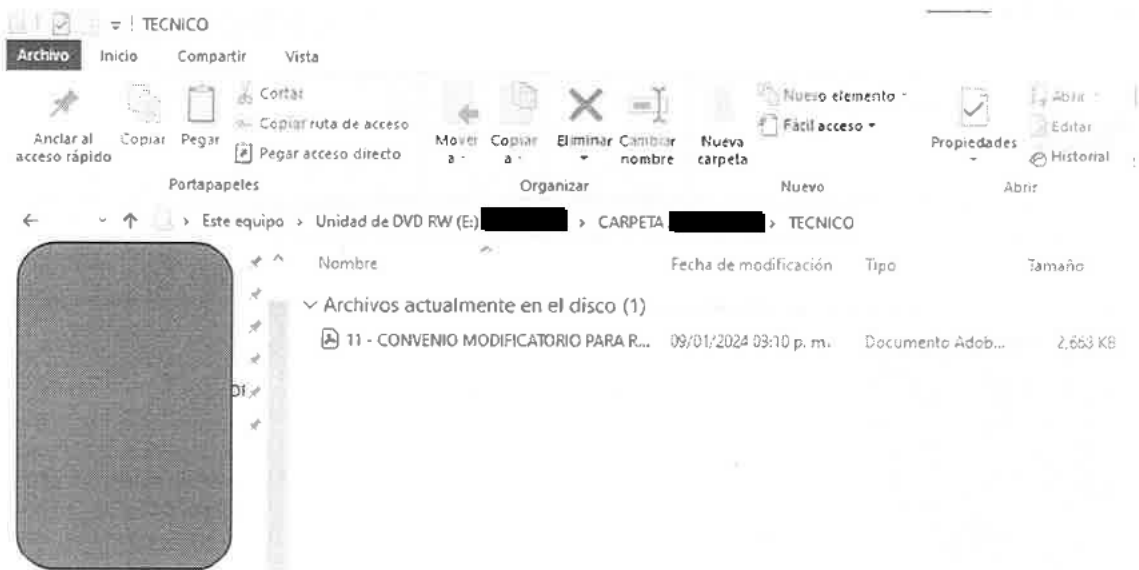 TECNICO
Archivo Inicio Compartir Vista
Anclar al acceso rápido
Copiar
Pegar
Cortar
Copiar ruta de acceso
Pegar acceso directo
Mover a
Copiar a
Eliminar
Cambiar nombre
Nueva carpeta
Nuevo elemento
Fácil acceso
Propiedades
Abrir
Editar
Historial
Portapapeles Organizar Nuevo Abrir
Este equipo > Unidad de DVD RW (E:) > CARPETA > TECNICO
Nombre Fecha de modificación Tipo Tamaño
Archivos actualmente en el disco (1)
11 - CONVENIO MODIFICATORIO PARA R... 09/01/2024 03:10 p. m. Documento Adob... 2,663 KB